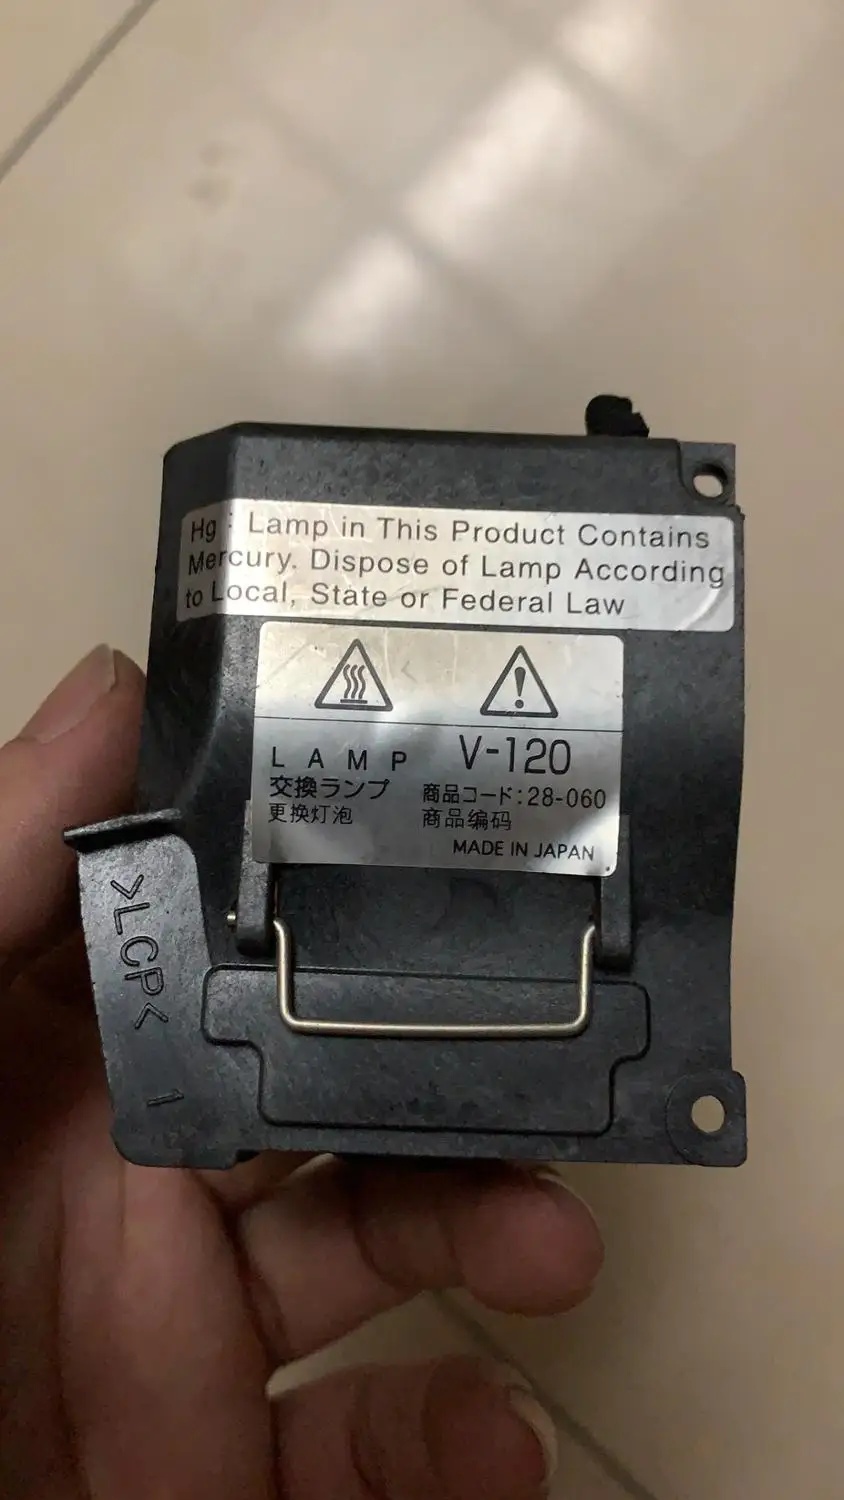 Hg : Lamp in This Product Contains
Mercury. Dispose of Lamp According
to Local, State or Federal Law
LAMP V-120
交換ランプ 商品コード:28-060
更换灯泡 商品编码
MADE IN JAPAN
>LCP<
1